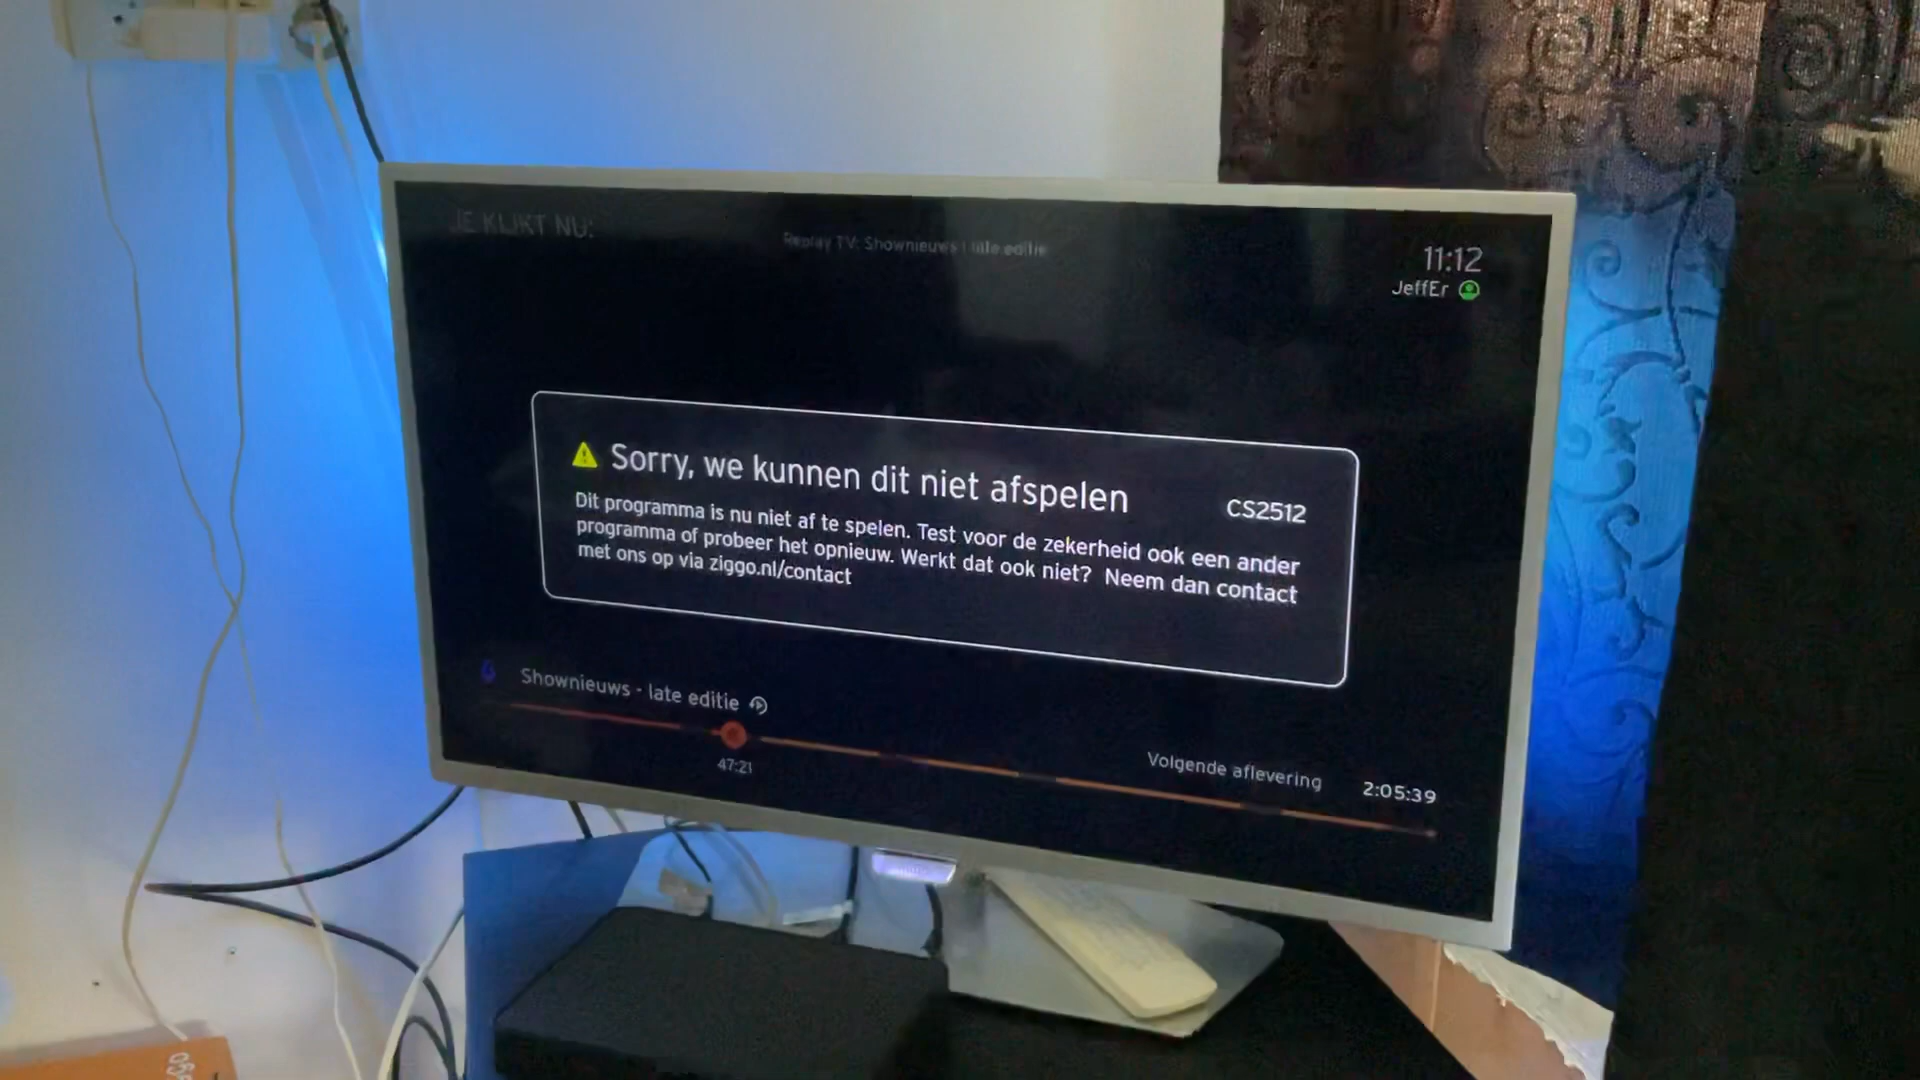 JE KIJKT NU:
Replay TV: Shownieuws | late editie
11:12
JeffEr
Sorry, we kunnen dit niet afspelen
CS2512
Dit programma is nu niet af te spelen. Test voor de zekerheid ook een ander
programma of probeer het opnieuw. Werkt dat ook niet? Neem dan contact
met ons op via ziggo.nl/contact
Shownieuws - late editie
47:21
Volgende aflevering
2:05:39